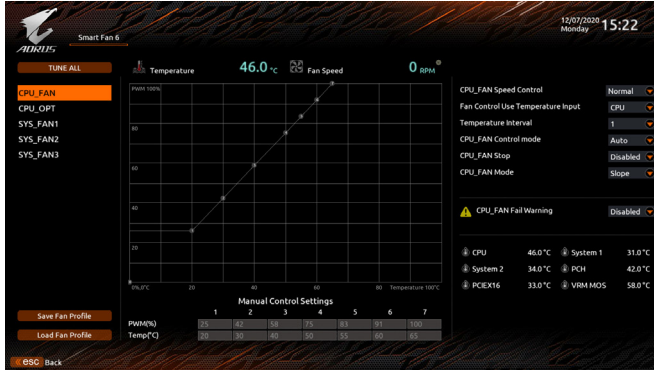 AORUS
Smart Fan 6
12/07/2020
Monday
15:22
TUNE ALL
CPU_FAN
CPU_OPT
SYS_FAN1
SYS_FAN2
SYS_FAN3
Save Fan Profile
Load Fan Profile
Temperature 46.0 °C Fan Speed 0 RPM
PWM 100%
80
60
40
20
0%,0°C 20 40 60 80 Temperature 100°C
Manual Control Settings
1 2 3 4 5 6 7
PWM(%) 25 42 58 75 83 91 100
Temp(°C) 20 30 40 50 55 60 65
CPU_FAN Speed Control Normal
Fan Control Use Temperature Input CPU
Temperature Interval 1
CPU_FAN Control mode Auto
CPU_FAN Stop Disabled
CPU_FAN Mode Slope
CPU_FAN Fail Warning Disabled
CPU 46.0°C System 1 31.0°C
System 2 34.0°C PCH 42.0°C
PCIEX16 33.0°C VRM MOS 58.0°C
esc Back